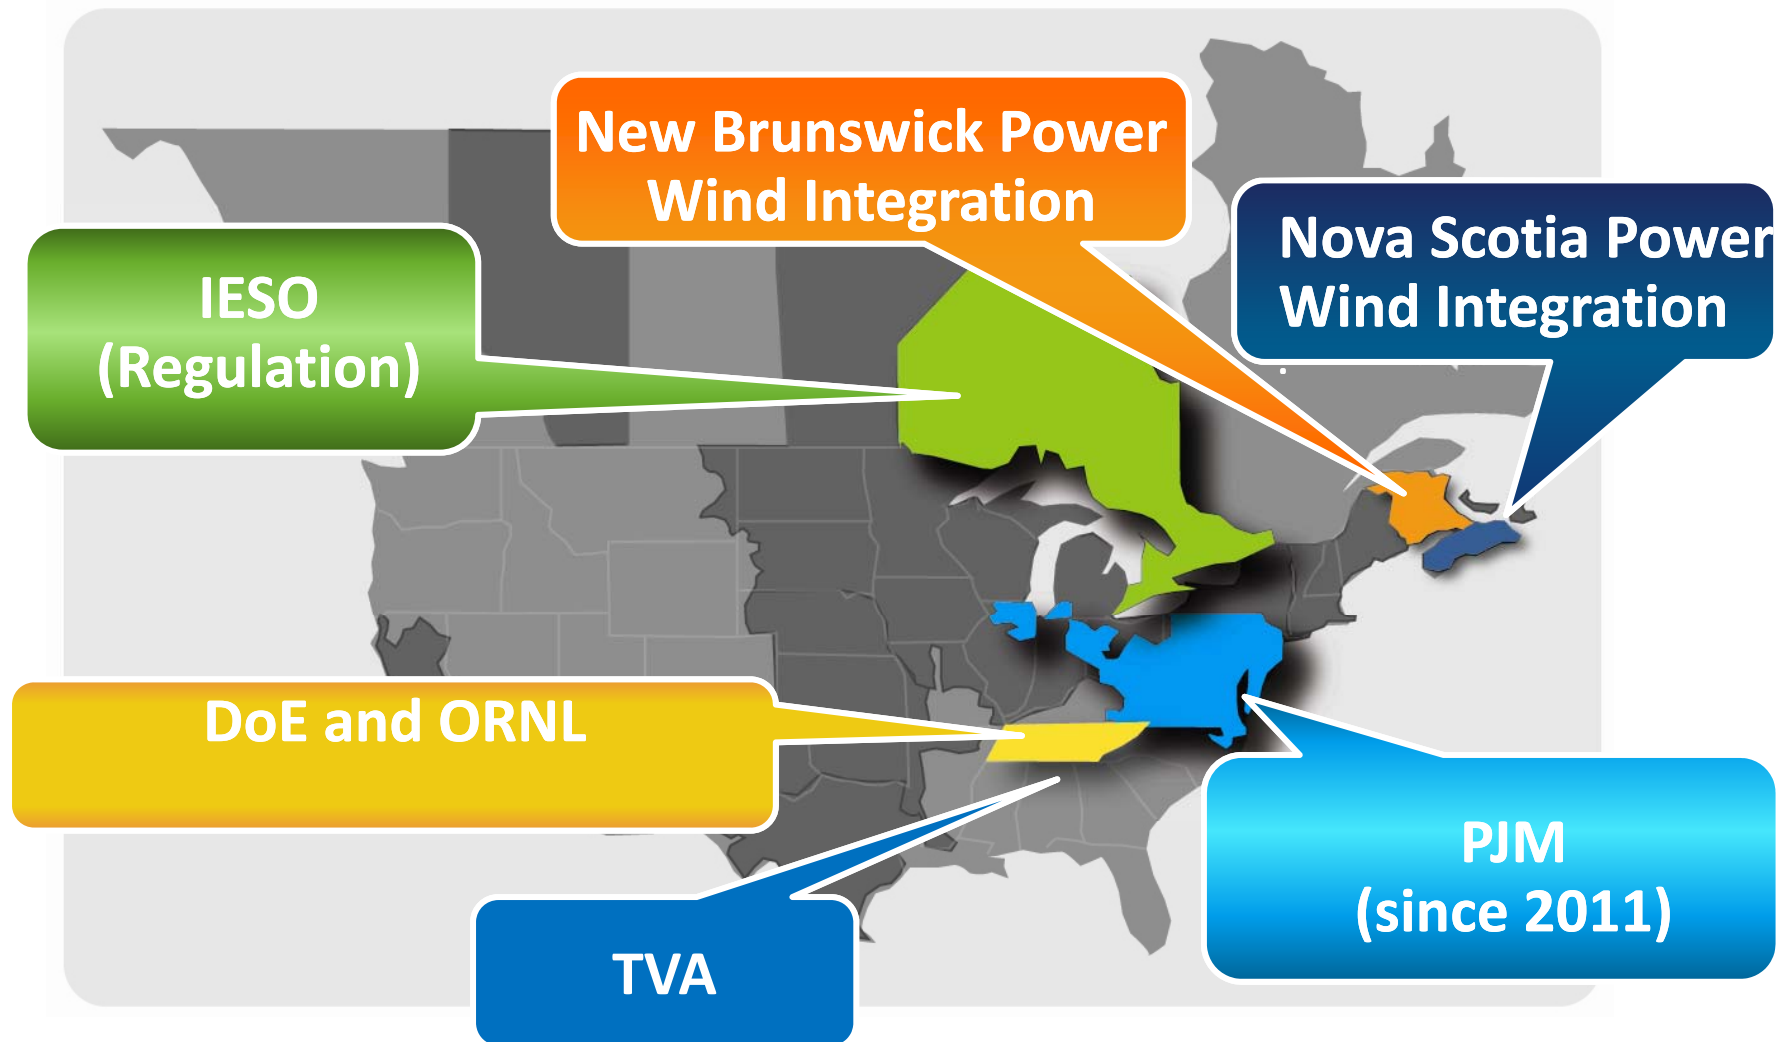 New Brunswick Power
Wind Integration
Nova Scotia Power
Wind Integration
.
IESO
(Regulation)
DoE and ORNL
PJM
(since 2011)
TVA